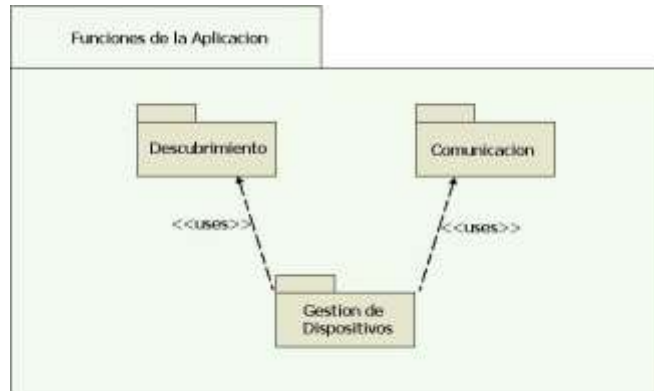 Funciones de la Aplicacion
Descubrimiento
Comunicacion
<<uses>>
<<uses>>
Gestion de
Dispositivos